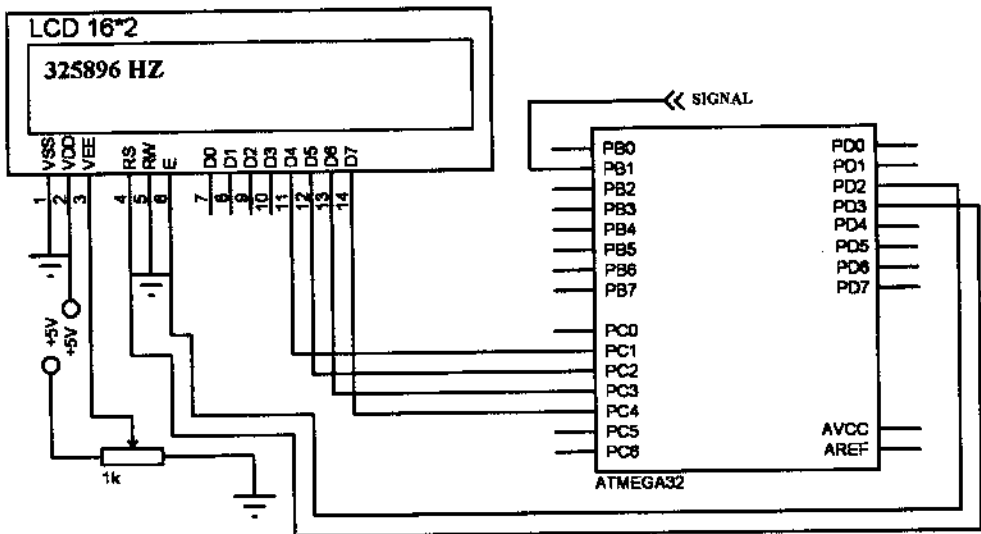 LCD 16*2
325896 HZ
VSS
VDD
VEE
RS
RW
E
D0
D1
D2
D3
D4
D5
D6
D7
1
2
3
4
5
6
7
8
9
10
11
12
13
14
+5V
+5V
1k
SIGNAL
PB0
PB1
PB2
PB3
PB4
PB5
PB6
PB7
PC0
PC1
PC2
PC3
PC4
PC5
PC6
PD0
PD1
PD2
PD3
PD4
PD5
PD6
PD7
AVCC
AREF
ATMEGA32